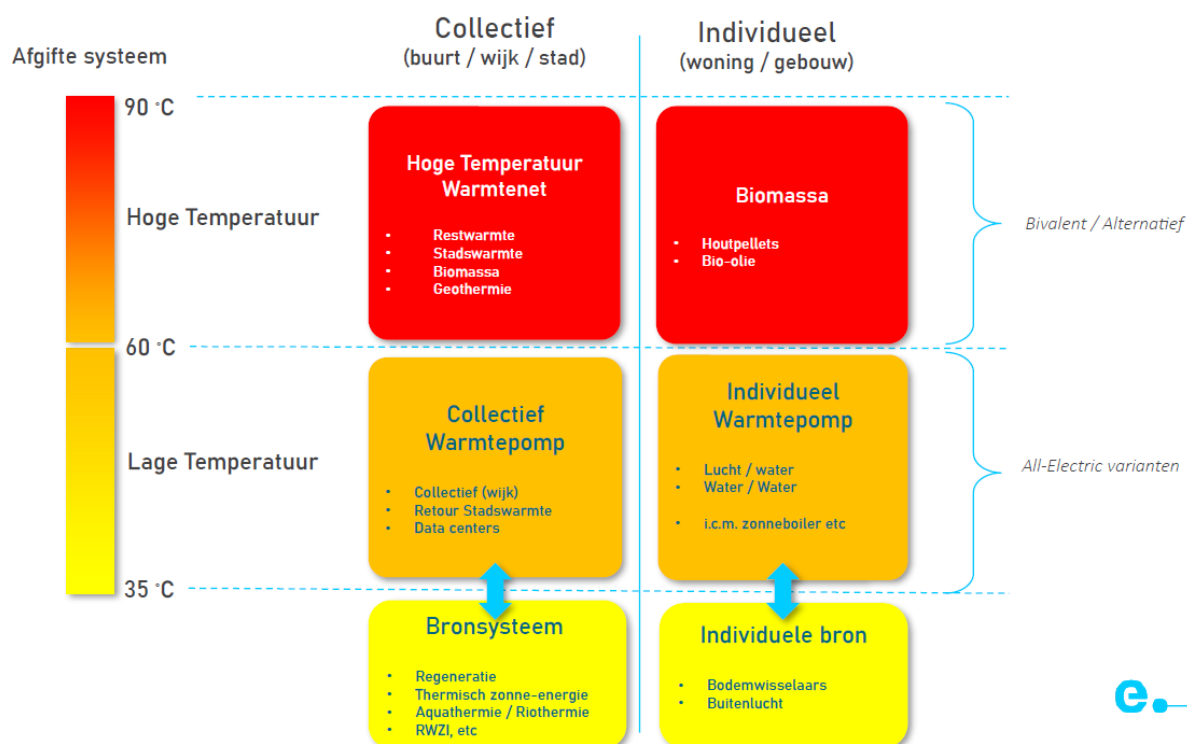 Afgifte systeem
Collectief
(buurt / wijk / stad)
Individueel
(woning / gebouw)
90 °C
Hoge Temperatuur
60 °C
Lage Temperatuur
35 °C
Hoge Temperatuur
Warmtenet
• Restwarmte
• Stadswarmte
• Biomassa
• Geothermie
Biomassa
• Houtpellets
• Bio-olie
Bivalent / Alternatief
Collectief
Warmtepomp
• Collectief (wijk)
• Retour Stadswarmte
• Data centers
Individueel
Warmtepomp
• Lucht / water
• Water / Water
• i.c.m. zonneboiler etc
All-Electric varianten
Bronsysteem
• Regeneratie
• Thermisch zonne-energie
• Aquathermie / Riothermie
• RWZI, etc
Individuele bron
• Bodemwisselaars
• Buitenlucht
e.